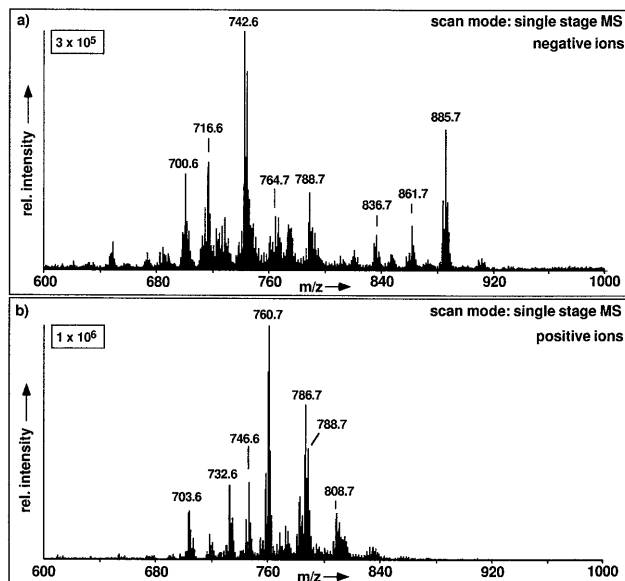 a)
scan mode: single stage MS
negative ions
3 x 10⁵
742.6
716.6
700.6
764.7
788.7
836.7
861.7
885.7
rel. intensity
600
680
760
840
920
1000
m/z
b)
scan mode: single stage MS
positive ions
1 x 10⁶
760.7
786.7
788.7
746.6
732.6
703.6
808.7
rel. intensity
600
680
760
840
920
1000
m/z